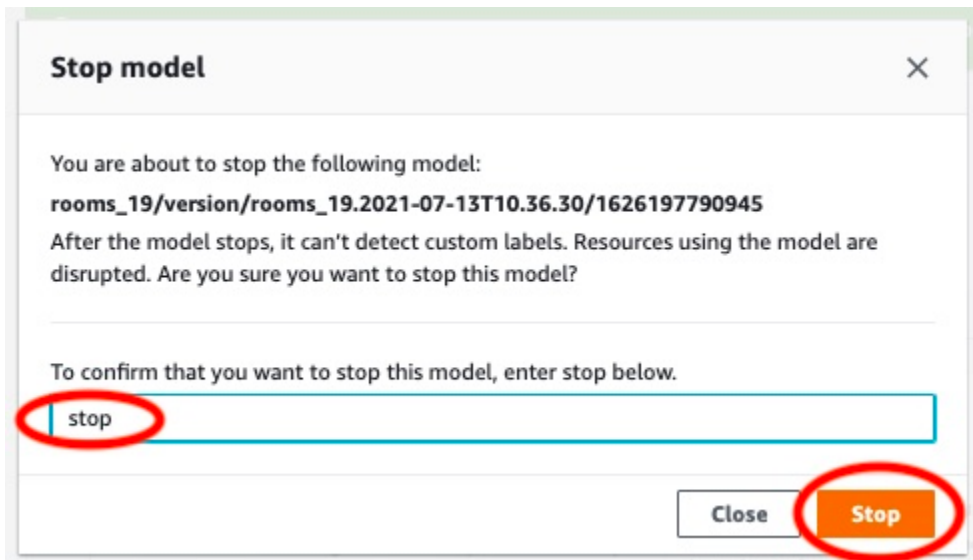 Stop model
You are about to stop the following model:
rooms_19/version/rooms_19.2021-07-13T10.36.30/1626197790945
After the model stops, it can't detect custom labels. Resources using the model are
disrupted. Are you sure you want to stop this model?
To confirm that you want to stop this model, enter stop below.
stop
Close
Stop